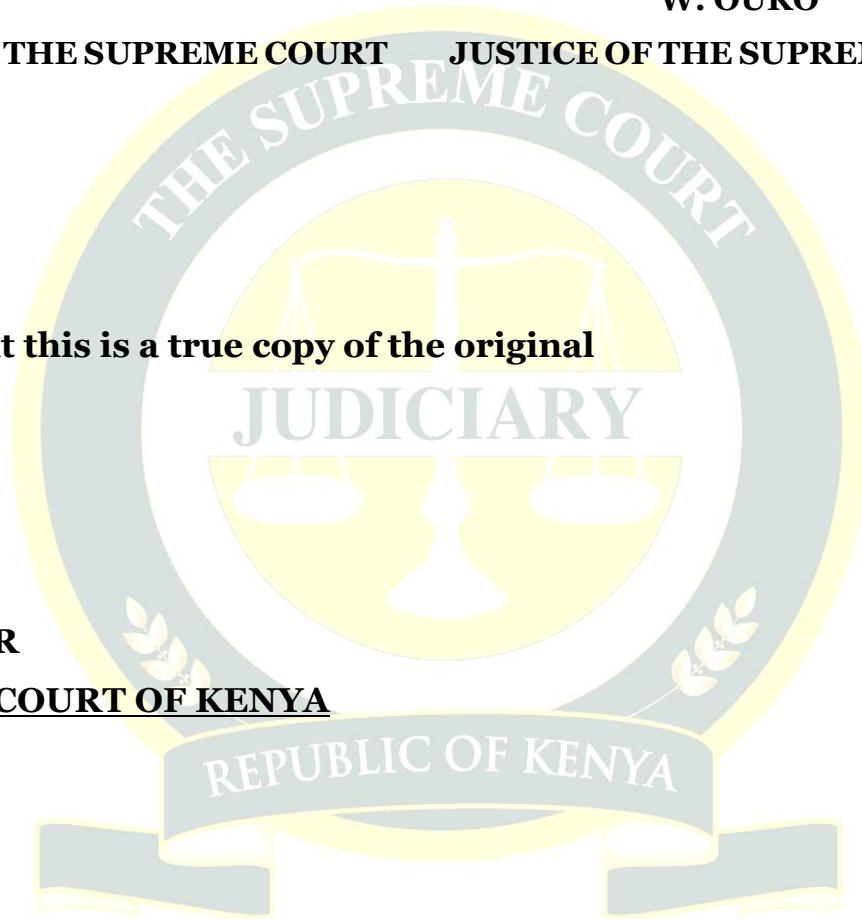 W. OUKO
THE SUPREME COURT JUSTICE OF THE SUPREM
THE SUPREME COURT
t this is a true copy of the original
JUDICIARY
R
COURT OF KENYA
REPUBLIC OF KENYA